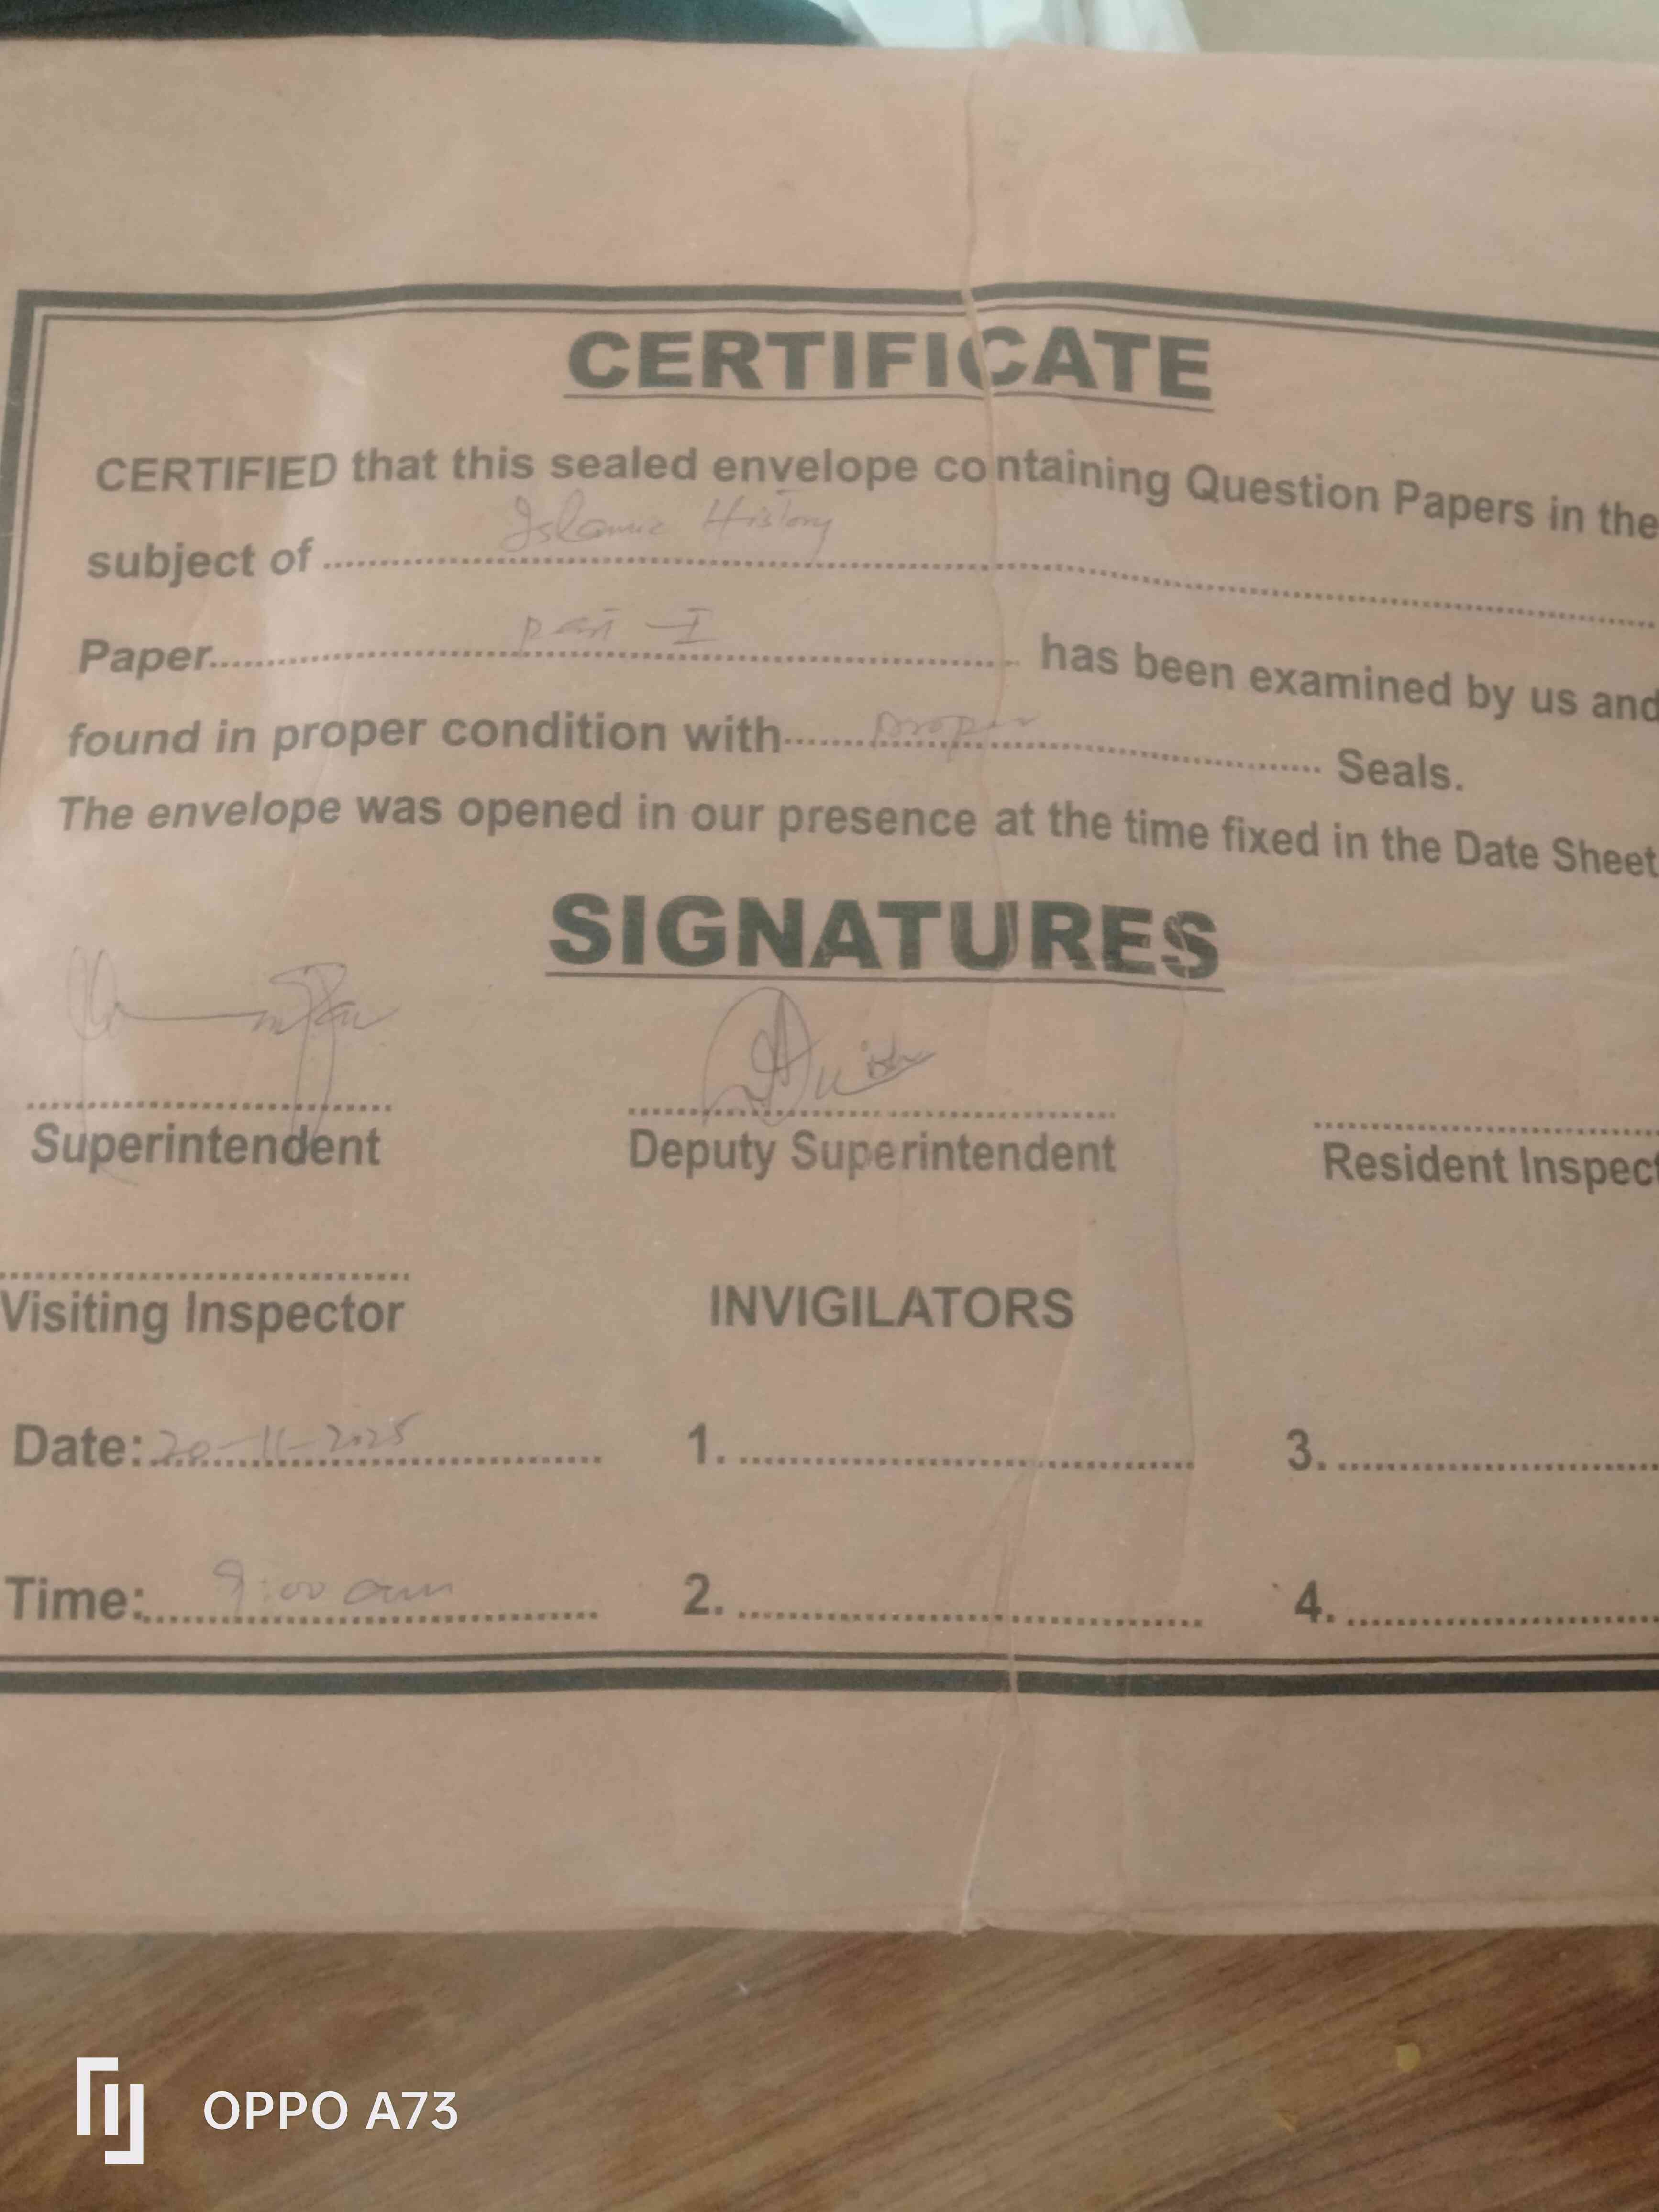 CERTIFICATE
CERTIFIED that this sealed envelope containing Question Papers in the
subject of Islamic History
Paper Part - I has been examined by us and
found in proper condition with proper Seals.
The envelope was opened in our presence at the time fixed in the Date Sheet
SIGNATURES
Superintendent Deputy Superintendent Resident Inspect
Visiting Inspector INVIGILATORS
Date: 20-11-2025 1. 3.
Time: 9:00 am 2. 4.
OPPO A73